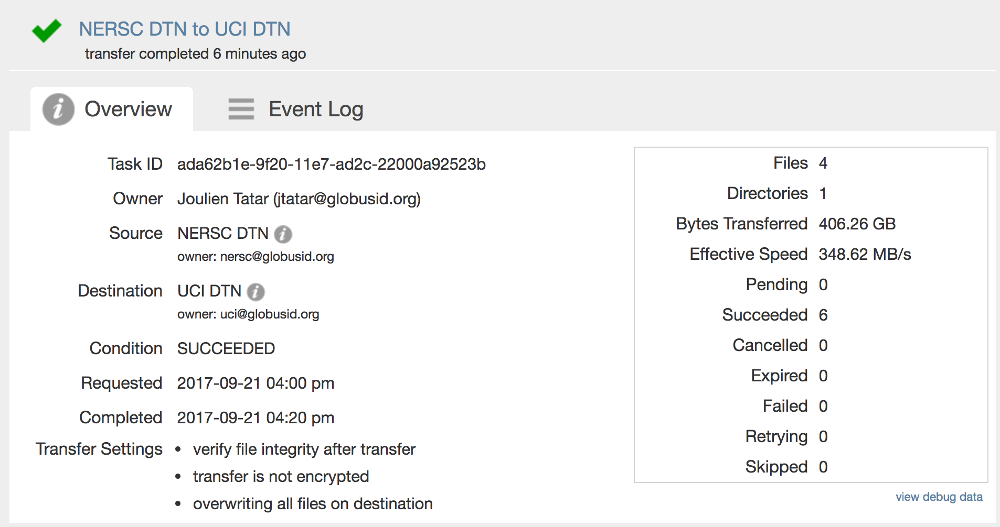 NERSC DTN to UCI DTN
transfer completed 6 minutes ago
Overview
Event Log
Task ID ada62b1e-9f20-11e7-ad2c-22000a92523b
Owner Joulien Tatar (jtatar@globusid.org)
Source NERSC DTN
owner: nersc@globusid.org
Destination UCI DTN
owner: uci@globusid.org
Condition SUCCEEDED
Requested 2017-09-21 04:00 pm
Completed 2017-09-21 04:20 pm
Transfer Settings • verify file integrity after transfer
• transfer is not encrypted
• overwriting all files on destination
Files 4
Directories 1
Bytes Transferred 406.26 GB
Effective Speed 348.62 MB/s
Pending 0
Succeeded 6
Cancelled 0
Expired 0
Failed 0
Retrying 0
Skipped 0
view debug data